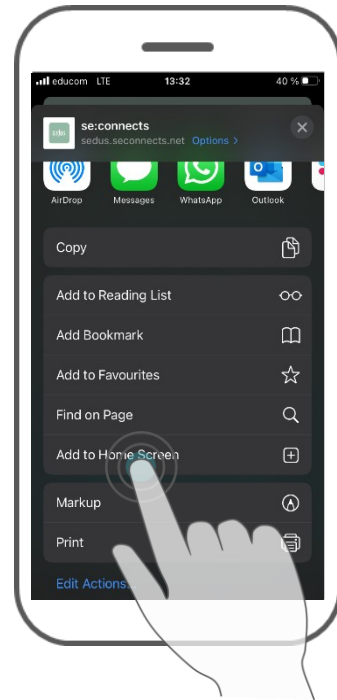 educom LTE 13:32 40 %
sedus
se:connects
sedus.seconnects.net Options >
AirDrop Messages WhatsApp Outlook
Copy
Add to Reading List
Add Bookmark
Add to Favourites
Find on Page
Add to Home Screen
Markup
Print
Edit Actions...